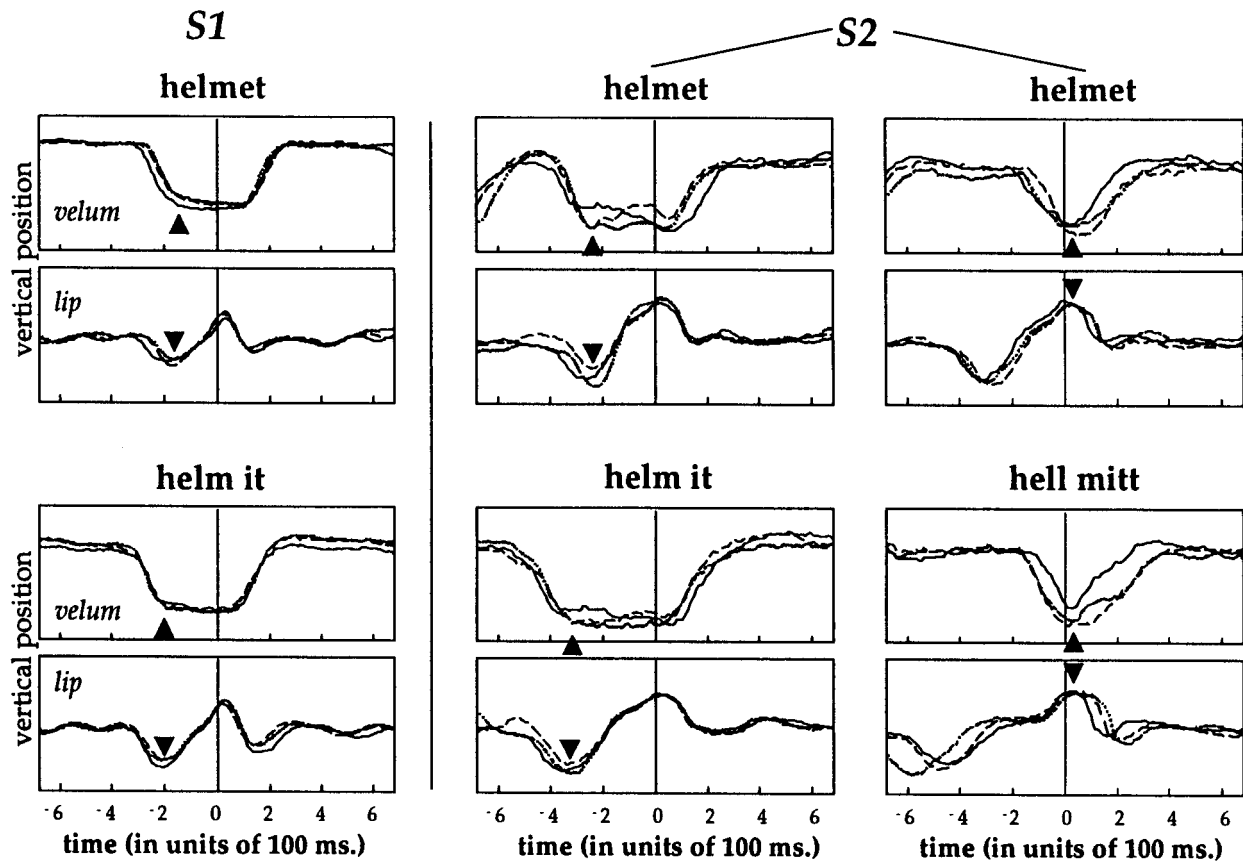 S1
S2
helmet
helmet
helmet
vertical position
velum
lip
helm it
helm it
hell mitt
vertical position
velum
lip
-6 -4 -2 0 2 4 6
-6 -4 -2 0 2 4 6
-6 -4 -2 0 2 4 6
time (in units of 100 ms.)
time (in units of 100 ms.)
time (in units of 100 ms.)